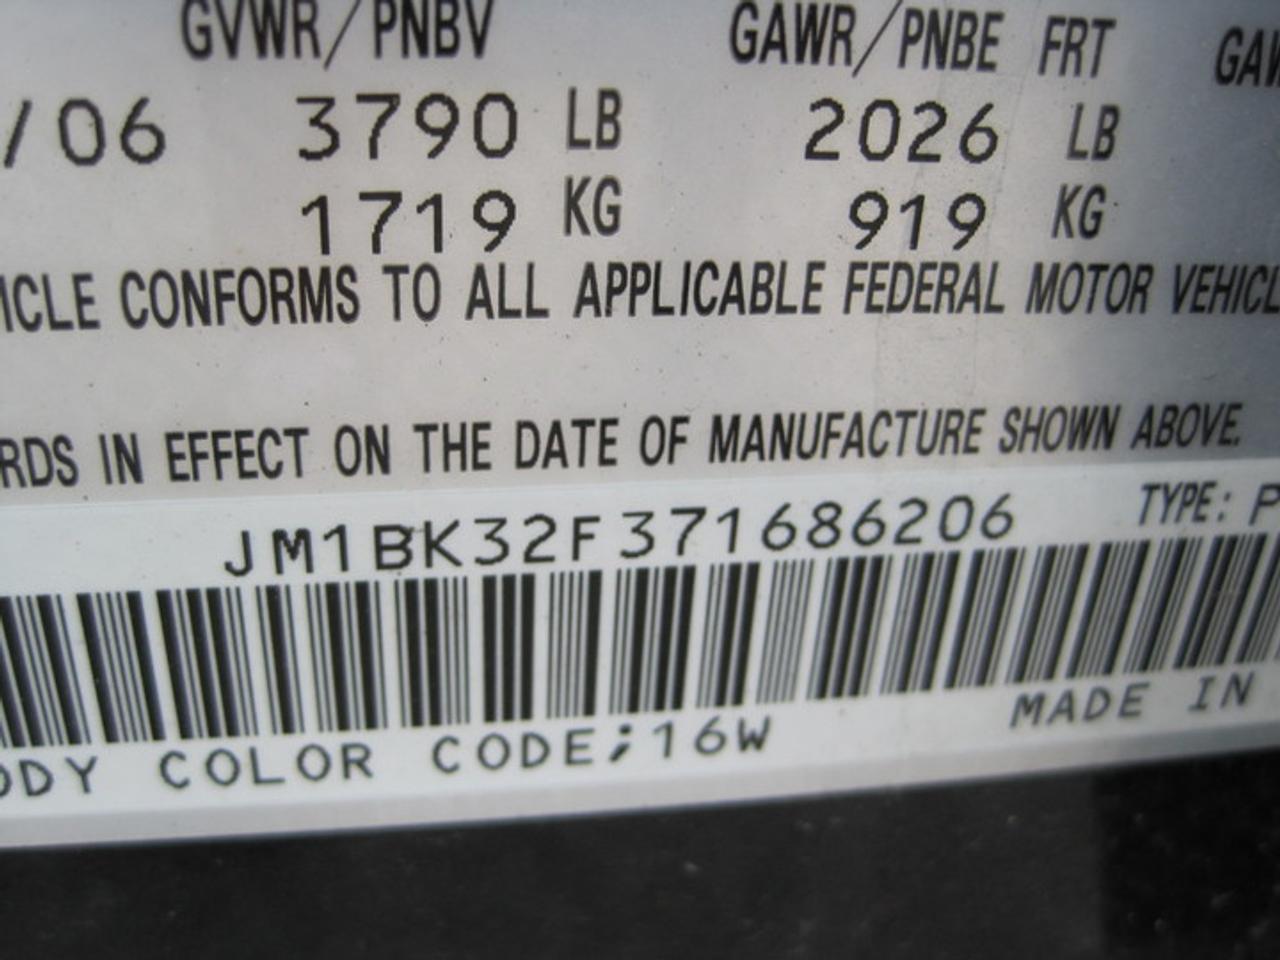 GVWR/PNBV GAWR/PNBE FRT GAW
/06 3790 LB 2026 LB
1719 KG 919 KG
ICLE CONFORMS TO ALL APPLICABLE FEDERAL MOTOR VEHICL
RDS IN EFFECT ON THE DATE OF MANUFACTURE SHOWN ABOVE.
JM1BK32F371686206 TYPE: P
ODY COLOR CODE;16W MADE IN